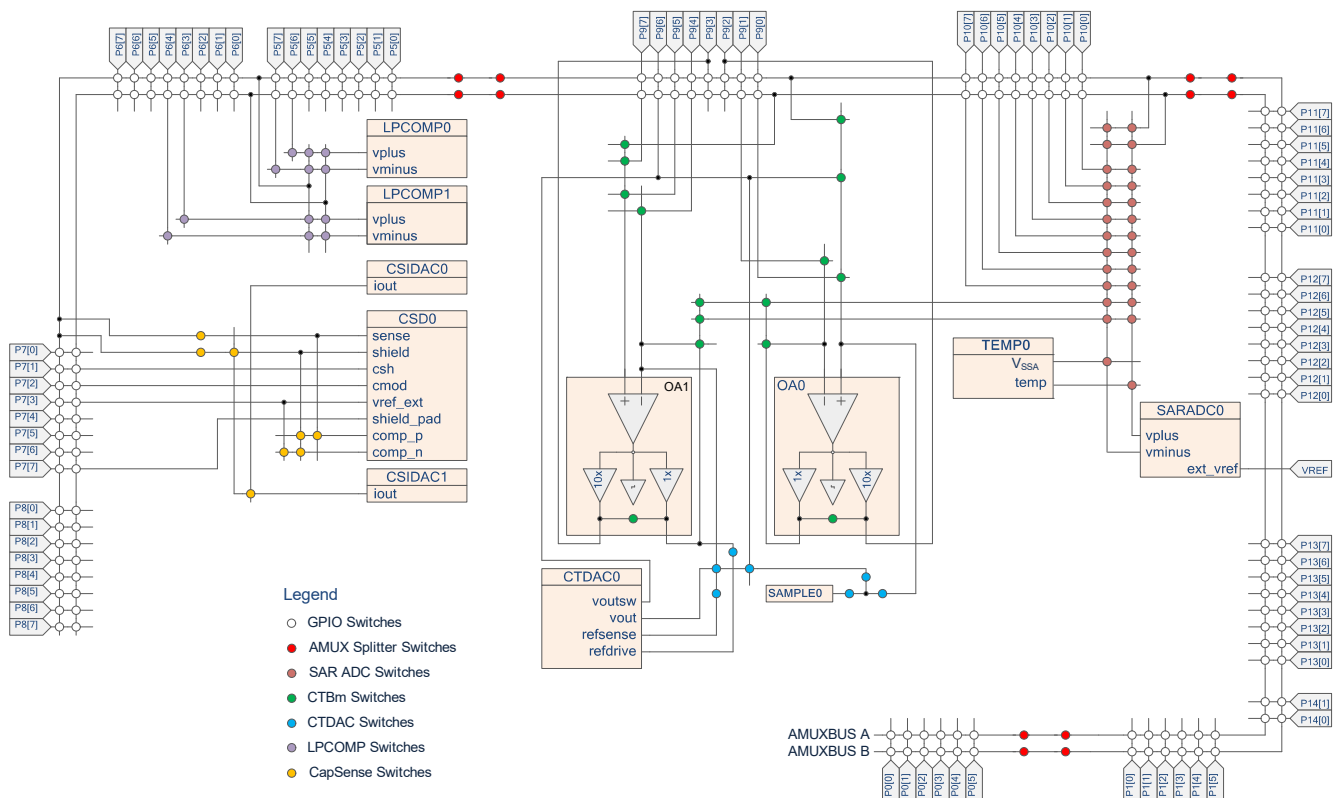 P6[7]
P6[6]
P6[5]
P6[4]
P6[3]
P6[2]
P6[1]
P6[0]
P5[7]
P5[6]
P5[5]
P5[4]
P5[3]
P5[2]
P5[1]
P5[0]
P9[7]
P9[6]
P9[5]
P9[4]
P9[3]
P9[2]
P9[1]
P9[0]
P10[7]
P10[6]
P10[5]
P10[4]
P10[3]
P10[2]
P10[1]
P10[0]
LPCOMP0
vplus
vminus
LPCOMP1
vplus
vminus
CSIDAC0
iout
CSD0
sense
shield
csh
cmod
vref_ext
shield_pad
comp_p
comp_n
CSIDAC1
iout
P7[0]
P7[1]
P7[2]
P7[3]
P7[4]
P7[5]
P7[6]
P7[7]
P8[0]
P8[1]
P8[2]
P8[3]
P8[4]
P8[5]
P8[6]
P8[7]
OA1
+
10x
1x
OA0
+
1x
10x
CTDAC0
voutsw
vout
refsense
refdrive
SAMPLE0
TEMP0
VSSA
temp
SARADC0
vplus
vminus
ext_vref
VREF
P11[7]
P11[6]
P11[5]
P11[4]
P11[3]
P11[2]
P11[1]
P11[0]
P12[7]
P12[6]
P12[5]
P12[4]
P12[3]
P12[2]
P12[1]
P12[0]
P13[7]
P13[6]
P13[5]
P13[4]
P13[3]
P13[2]
P13[1]
P13[0]
P14[1]
P14[0]
Legend
GPIO Switches
AMUX Splitter Switches
SAR ADC Switches
CTBm Switches
CTDAC Switches
LPCOMP Switches
CapSense Switches
AMUXBUS A
AMUXBUS B
P0[0]
P0[1]
P0[2]
P0[3]
P0[4]
P0[5]
P1[0]
P1[1]
P1[2]
P1[3]
P1[4]
P1[5]